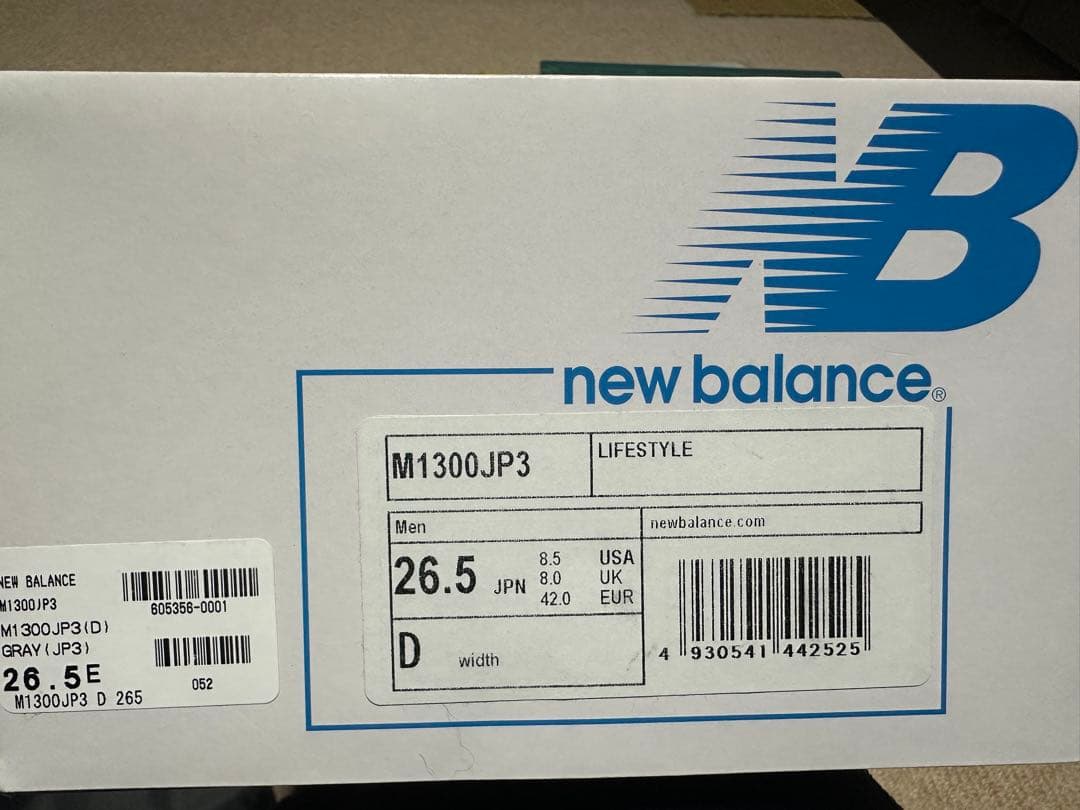 NB
new balance®
M1300JP3
LIFESTYLE
Men
newbalance.com
26.5 JPN
8.5 USA
8.0 UK
42.0 EUR
D width
4 930541 442525
NEW BALANCE
M1300JP3
605356-0001
M1300JP3(D)
GRAY(JP3)
26.5E
052
M1300JP3 D 265